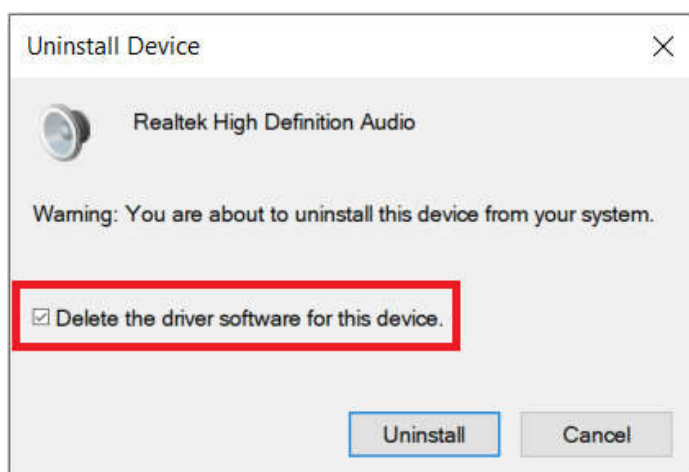 Uninstall Device
Realtek High Definition Audio
Warning: You are about to uninstall this device from your system.
Delete the driver software for this device.
Uninstall
Cancel